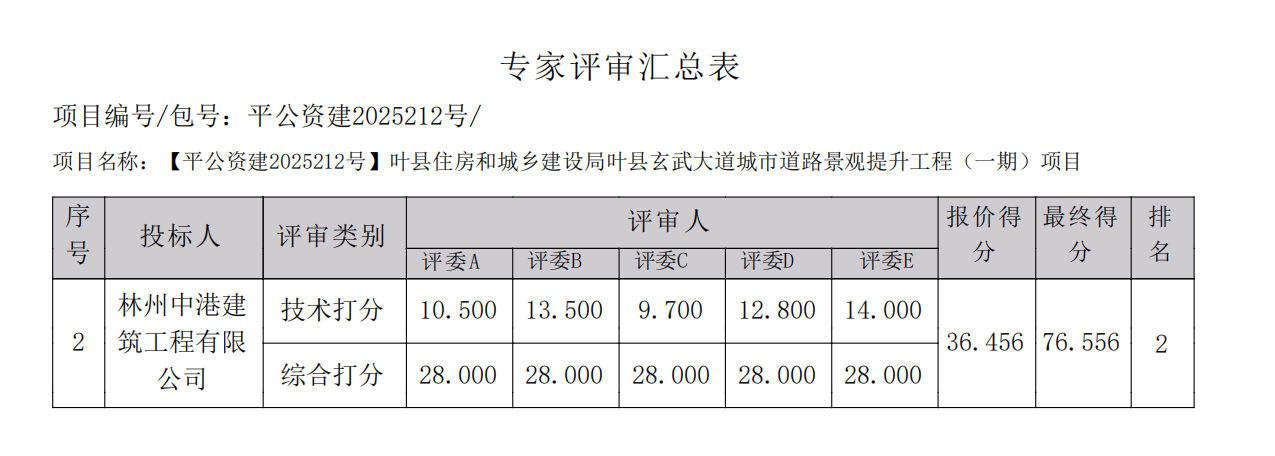 专家评审汇总表
项目编号/包号：平公资建2025212号/
项目名称：【平公资建2025212号】叶县住房和城乡建设局叶县玄武大道城市道路景观提升工程（一期）项目
序号 投标人 评审类别 评审人 报价得分 最终得分 排名
评委A 评委B 评委C 评委D 评委E
2 林州中港建筑工程有限公司 技术打分 10.500 13.500 9.700 12.800 14.000 36.456 76.556 2
综合打分 28.000 28.000 28.000 28.000 28.000